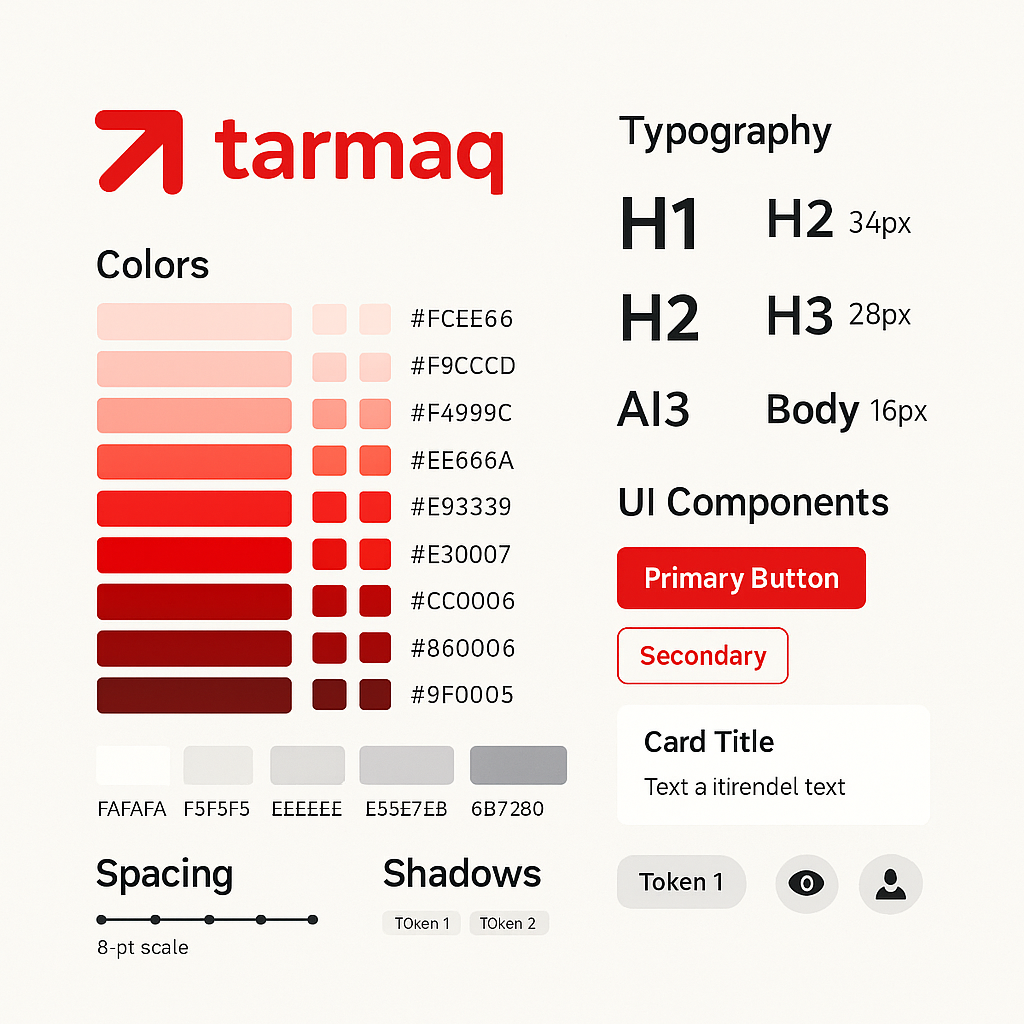 tarmaq
Colors
#FCEE66
#F9CCCD
#F4999C
#EE666A
#E93339
#E30007
#CC0006
#860006
#9F0005
FAFAFA F5F5F5 EEEEEE E55E7EB 6B7280
Spacing
8-pt scale
Shadows
TOken 1 TOken 2
Typography
H1 H2 34px
H2 H3 28px
AI3 Body 16px
UI Components
Primary Button
Secondary
Card Title
Text a itirendel text
Token 1